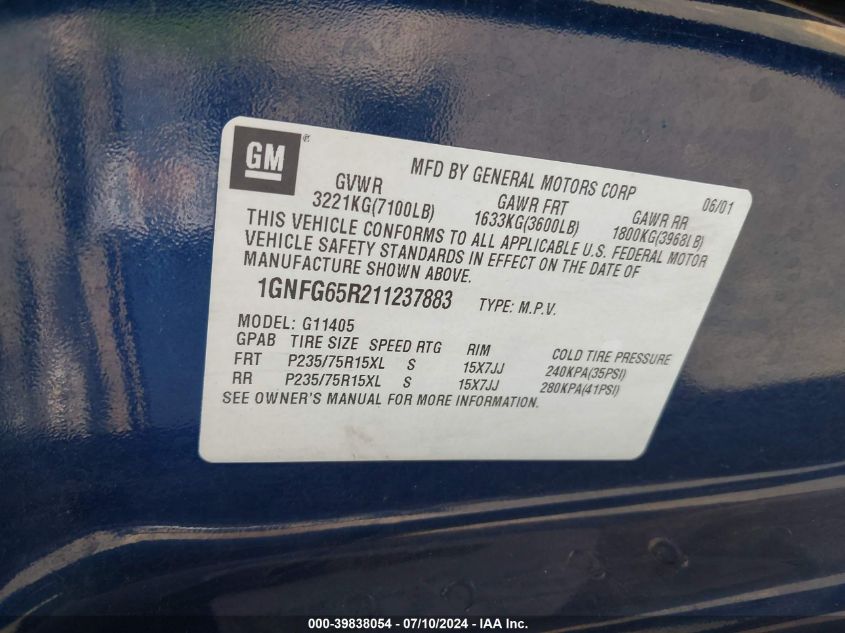 GM ®
MFD BY GENERAL MOTORS CORP 06/01
GVWR GAWR FRT GAWR RR
3221KG(7100LB) 1633KG(3600LB) 1800KG(3968LB)
THIS VEHICLE CONFORMS TO ALL APPLICABLE U.S. FEDERAL MOTOR
VEHICLE SAFETY STANDARDS IN EFFECT ON THE DATE OF
MANUFACTURE SHOWN ABOVE.
1GNFG65R211237883 TYPE: M.P.V.
MODEL: G11405
GPAB TIRE SIZE SPEED RTG RIM COLD TIRE PRESSURE
FRT P235/75R15XL S 15X7JJ 240KPA(35PSI)
RR P235/75R15XL S 15X7JJ 280KPA(41PSI)
SEE OWNER'S MANUAL FOR MORE INFORMATION.
000-39838054 - 07/10/2024 - IAA Inc.